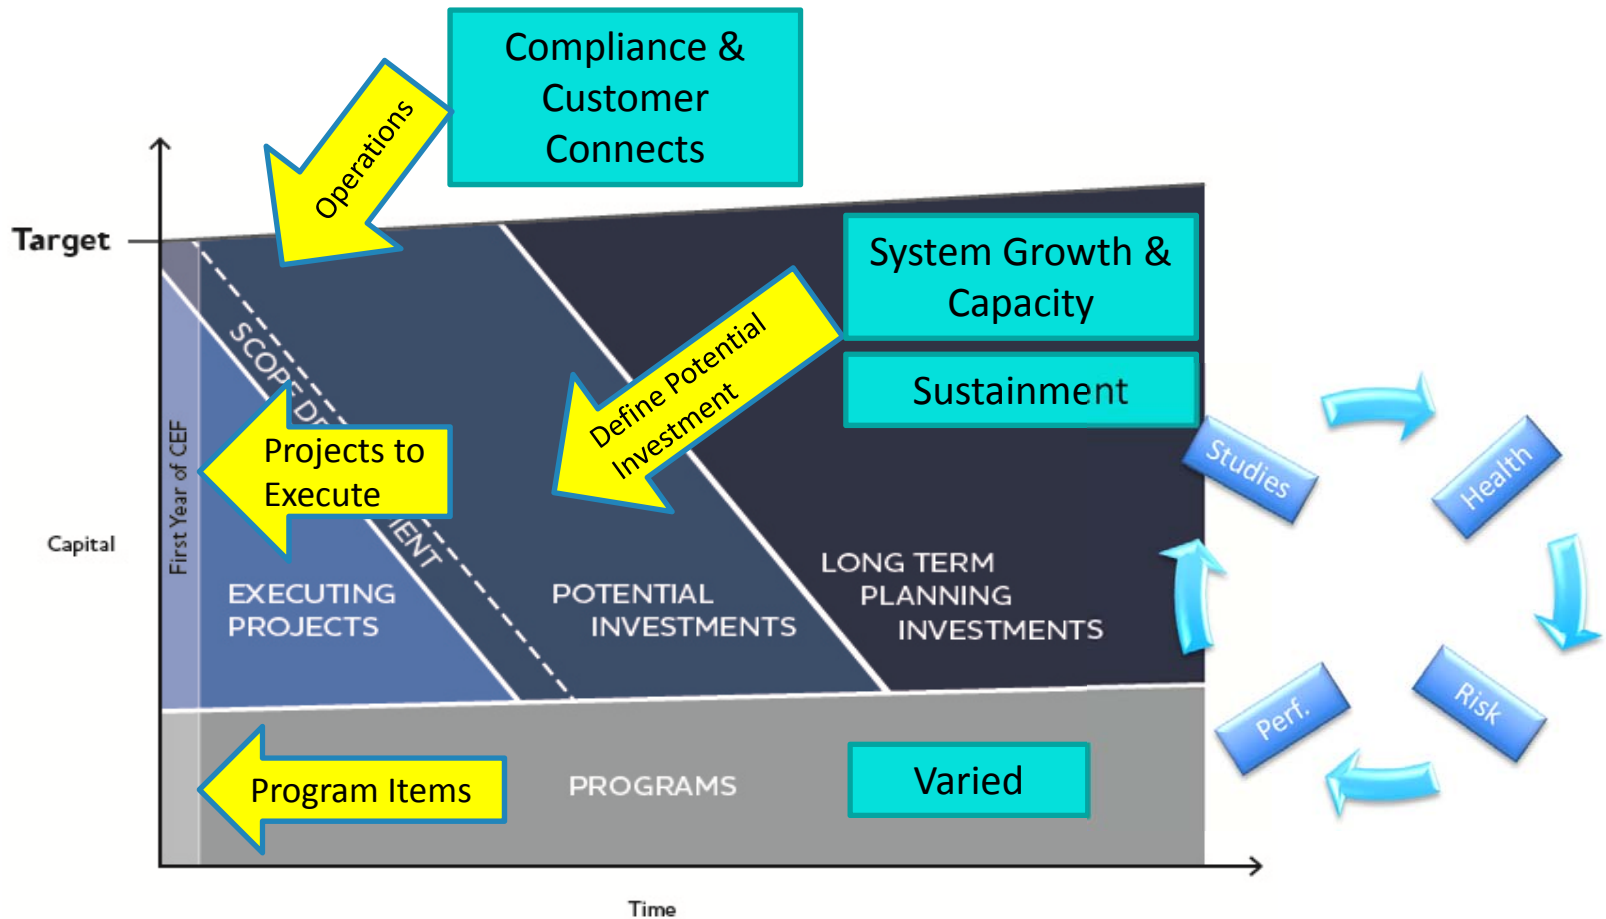 Compliance &
Customer
Connects
Operations
Target
System Growth &
Capacity
Sustainment
Define Potential
Investment
SCOPE DE
MENT
Projects to
Execute
First Year of CEF
Capital
EXECUTING
PROJECTS
POTENTIAL
INVESTMENTS
LONG TERM
PLANNING
INVESTMENTS
Studies
Health
Risk
Perf.
Program Items
PROGRAMS
Varied
Time